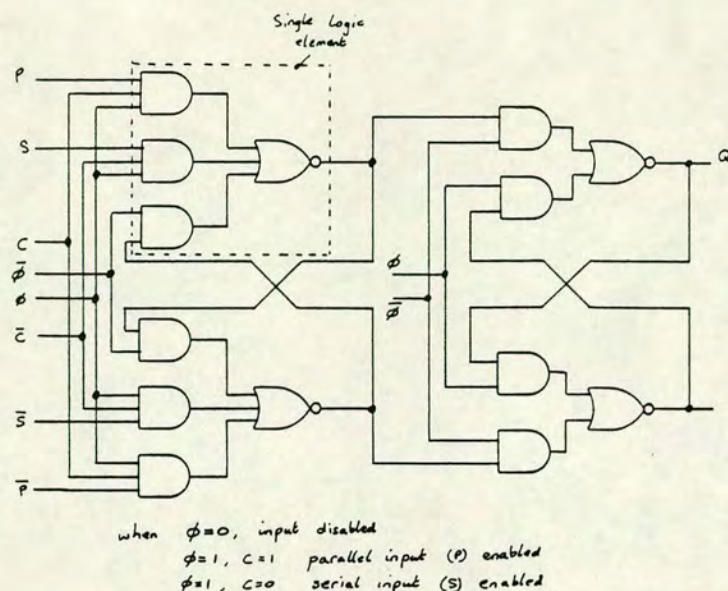 Single Logic
element
P
S
C
φ̄
φ
C̄
S̄
P̄
φ
φ̄
Q
when φ=0, input disabled
φ=1, C=1 parallel input (P) enabled
φ=1, C=0 serial input (S) enabled